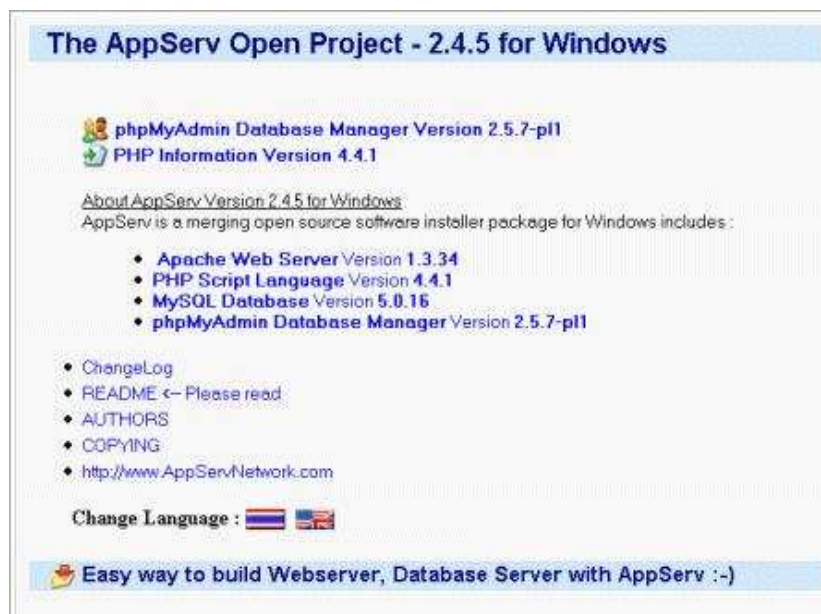 The AppServ Open Project - 2.4.5 for Windows
phpMyAdmin Database Manager Version 2.5.7-pl1
PHP Information Version 4.4.1
About AppServ Version 2.4.5 for Windows
AppServ is a merging open source software installer package for Windows includes :
• Apache Web Server Version 1.3.34
• PHP Script Language Version 4.4.1
• MySQL Database Version 5.0.16
• phpMyAdmin Database Manager Version 2.5.7-pl1
• ChangeLog
• README <-- Please read
• AUTHORS
• COPYING
• http://www.AppServNetwork.com
Change Language :
Easy way to build Webserver, Database Server with AppServ :-)